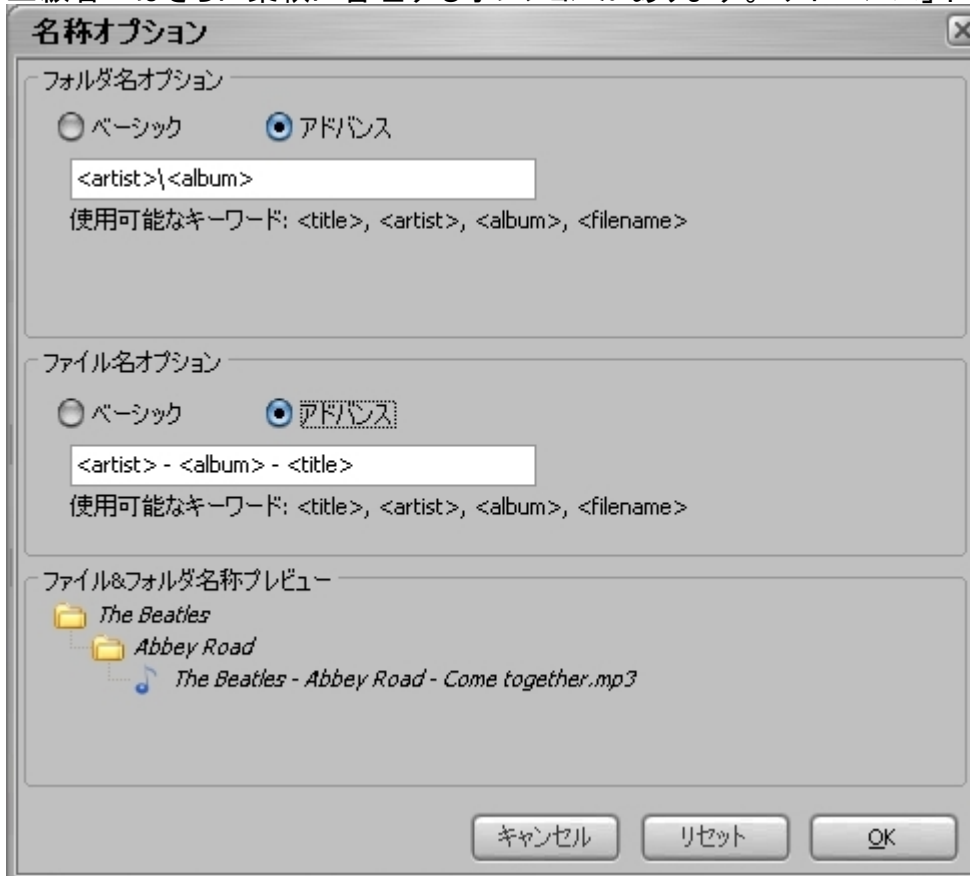 名称オプション
フォルダ名オプション
ベーシック アドバンス
<artist>\<album>
使用可能なキーワード: <title>, <artist>, <album>, <filename>
ファイル名オプション
ベーシック アドバンス
<artist> - <album> - <title>
使用可能なキーワード: <title>, <artist>, <album>, <filename>
ファイル&フォルダ名称プレビュー
The Beatles
Abbey Road
The Beatles - Abbey Road - Come together.mp3
キャンセル リセット OK